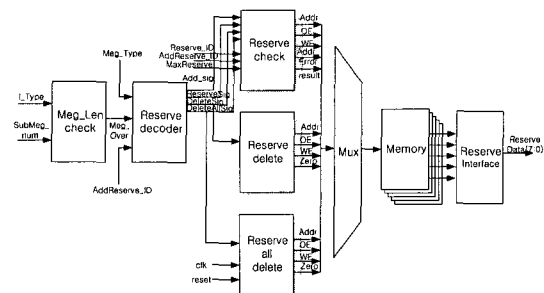 Meg_Type
I_Type
SubMeg_
num
Meg_Len
check
Meg_
Over
Reserve
decoder
AddReserve_ID
Reserve_ID
AddReserve_ID
MaxReserve
Add_sig
ReserveSig
DeleteSig
DeleteAllSig
Reserve
check
Addr
OE
WE
Addr
Error
result
Reserve
delete
Addr
OE
WE
Zero
Reserve
all
delete
clk
reset
Addr
OE
WE
Zero
Mux
Memory
Reserve
Interface
Reserve
Data(7:0)